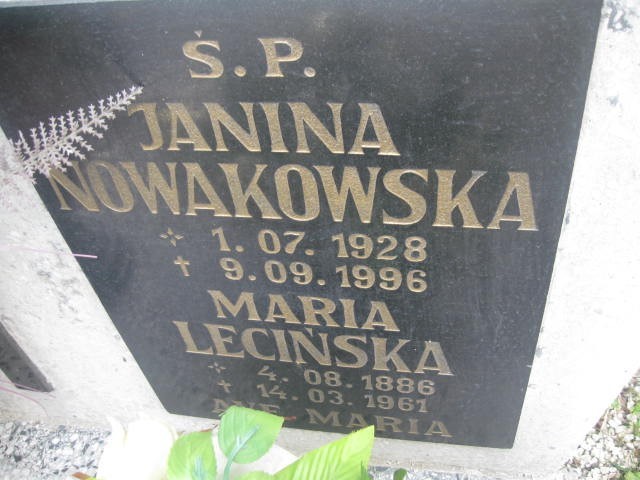 Ś.P.
JANINA
NOWAKOWSKA
1.07.1928
† 9.09.1996
MARIA
LECIŃSKA
4.08.1886
† 14.03.1961
AVE MARIA